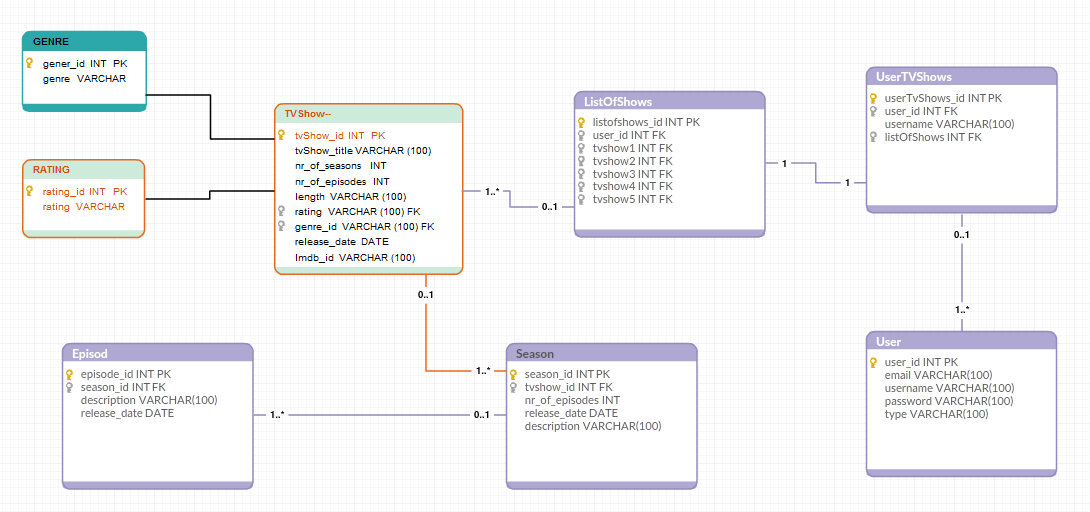 GENRE
gener_id INT PK
genre VARCHAR
RATING
rating_id INT PK
rating VARCHAR
TVShow--
tvShow_id INT PK
tvShow_title VARCHAR (100)
nr_of_seasons INT
nr_of_episodes INT
length VARCHAR (100)
rating VARCHAR (100) FK
genre_id VARCHAR (100) FK
release_date DATE
Imdb_id VARCHAR (100)
1..*
0..1
ListOfShows
listofshows_id INT PK
user_id INT FK
tvshow1 INT FK
tvshow2 INT FK
tvshow3 INT FK
tvshow4 INT FK
tvshow5 INT FK
1
1
UserTVShows
userTvShows_id INT PK
user_id INT FK
username VARCHAR(100)
listOfShows INT FK
0..1
1..*
User
user_id INT PK
email VARCHAR(100)
username VARCHAR(100)
password VARCHAR(100)
type VARCHAR(100)
0..1
1..*
Episod
episode_id INT PK
season_id INT FK
description VARCHAR(100)
release_date DATE
1..*
0..1
Season
season_id INT PK
tvshow_id INT FK
nr_of_episodes INT
release_date DATE
description VARCHAR(100)